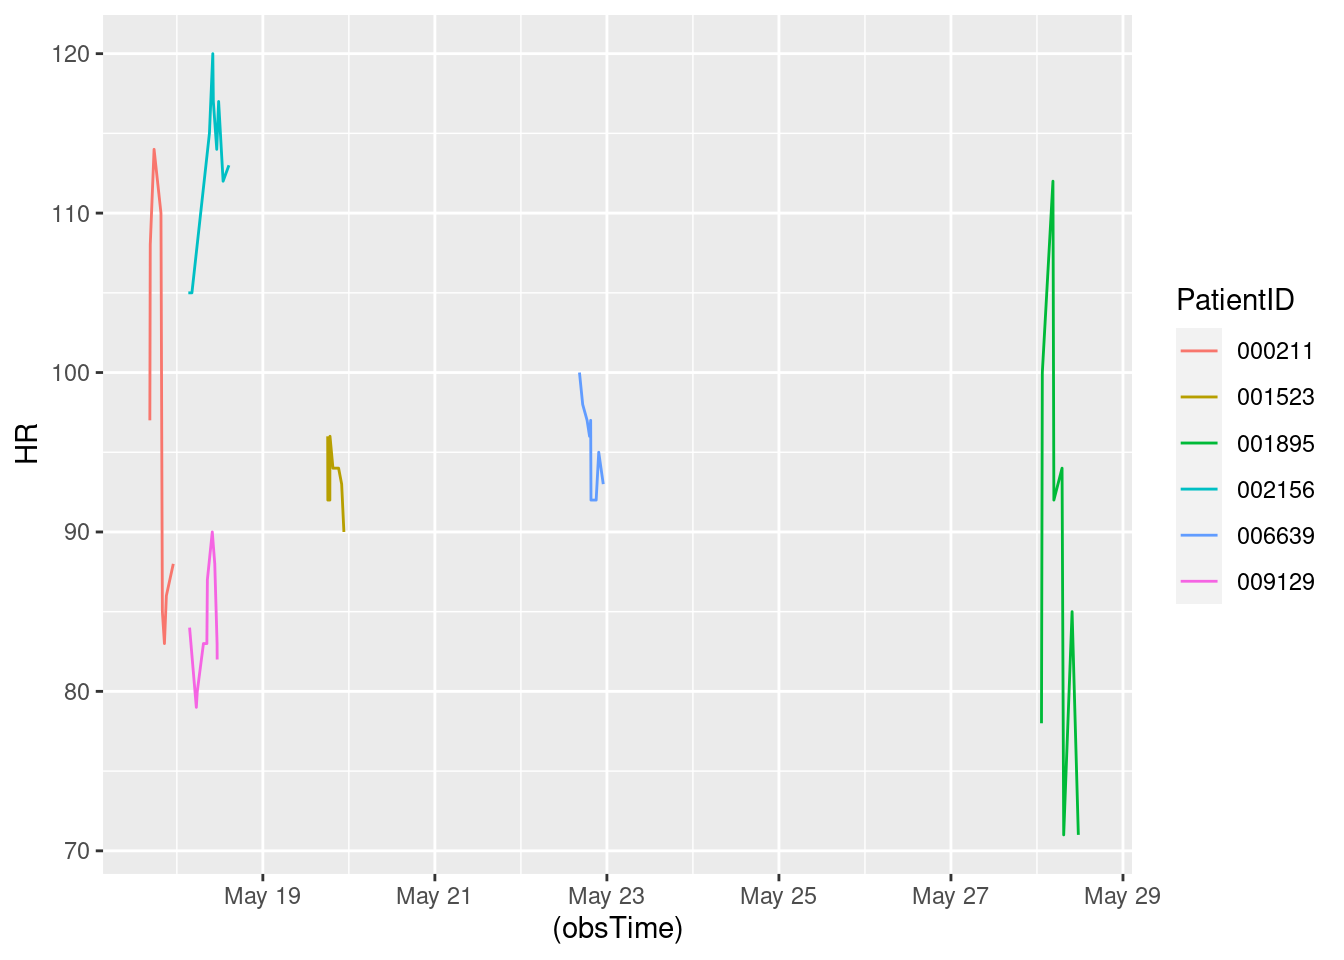 120
110
100
90
80
70
HR
May 19
May 21
May 23
May 25
May 27
May 29
(obsTime)
PatientID
000211
001523
001895
002156
006639
009129